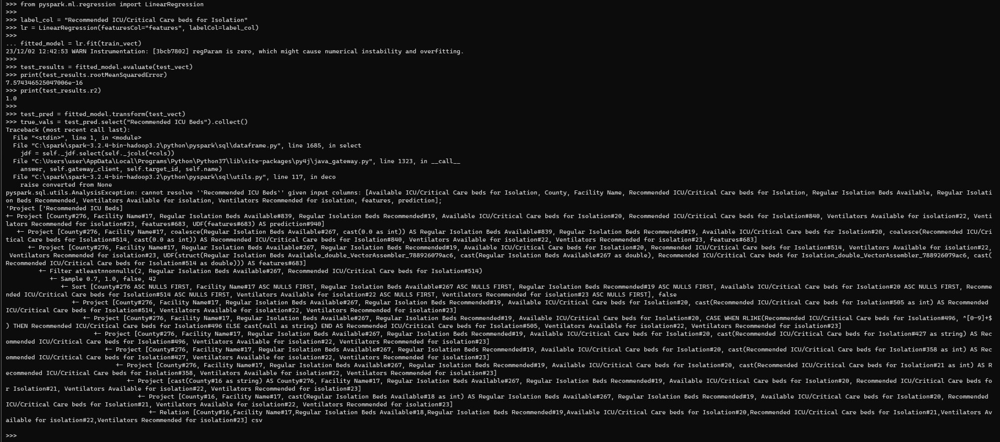 >>> from pyspark.ml.regression import LinearRegression
>>>
>>> label_col = "Recommended ICU/Critical Care beds for Isolation"
>>> lr = LinearRegression(featuresCol="features", labelCol=label_col)
>>>
... fitted_model = lr.fit(train_vect)
23/12/02 12:42:53 WARN Instrumentation: [3bcb7802] regParam is zero, which might cause numerical instability and overfitting.
>>>
>>> test_results = fitted_model.evaluate(test_vect)
>>> print(test_results.rootMeanSquaredError)
7.574346525047006e-16
>>> print(test_results.r2)
1.0
>>>
>>> test_pred = fitted_model.transform(test_vect)
>>> true_vals = test_pred.select("Recommended ICU Beds").collect()
Traceback (most recent call last):
  File "<stdin>", line 1, in <module>
  File "C:\spark\spark-3.2.4-bin-hadoop3.2\python\pyspark\sql\dataframe.py", line 1685, in select
    jdf = self._jdf.select(self._jcols(*cols))
  File "C:\Users\user\AppData\Local\Programs\Python\Python37\lib\site-packages\py4j\java_gateway.py", line 1323, in __call__
    answer, self.gateway_client, self.target_id, self.name)
  File "C:\spark\spark-3.2.4-bin-hadoop3.2\python\pyspark\sql\utils.py", line 117, in deco
    raise converted from None
pyspark.sql.utils.AnalysisException: cannot resolve '`Recommended ICU Beds`' given input columns: [Available ICU/Critical Care beds for Isolation, County, Facility Name, Recommended ICU/Critical Care beds for Isolation, Regular Isolation Beds Available, Regular Isolati
on Beds Recommended, Ventilators Available for isolation, Ventilators Recommended for isolation, features, prediction];
'Project ['Recommended ICU Beds]
+- Project [County#276, Facility Name#17, Regular Isolation Beds Available#839, Regular Isolation Beds Recommended#19, Available ICU/Critical Care beds for Isolation#20, Recommended ICU/Critical Care beds for Isolation#840, Ventilators Available for isolation#22, Venti
lators Recommended for isolation#23, features#683, UDF(features#683) AS prediction#940]
   +- Project [County#276, Facility Name#17, coalesce(Regular Isolation Beds Available#267, cast(0.0 as int)) AS Regular Isolation Beds Available#839, Regular Isolation Beds Recommended#19, Available ICU/Critical Care beds for Isolation#20, coalesce(Recommended ICU/Cri
tical Care beds for Isolation#514, cast(0.0 as int)) AS Recommended ICU/Critical Care beds for Isolation#840, Ventilators Available for isolation#22, Ventilators Recommended for isolation#23, features#683]
      +- Project [County#276, Facility Name#17, Regular Isolation Beds Available#267, Regular Isolation Beds Recommended#19, Available ICU/Critical Care beds for Isolation#20, Recommended ICU/Critical Care beds for Isolation#514, Ventilators Available for isolation#22,
 Ventilators Recommended for isolation#23, UDF(struct(Regular Isolation Beds Available_double_VectorAssembler_788926079ac6, cast(Regular Isolation Beds Available#267 as double), Recommended ICU/Critical Care beds for Isolation_double_VectorAssembler_788926079ac6, cast(
Recommended ICU/Critical Care beds for Isolation#514 as double))) AS features#683]
         +- Filter atleastnnonnulls(2, Regular Isolation Beds Available#267, Recommended ICU/Critical Care beds for Isolation#514)
            +- Sample 0.7, 1.0, false, 42
               +- Sort [County#276 ASC NULLS FIRST, Facility Name#17 ASC NULLS FIRST, Regular Isolation Beds Available#267 ASC NULLS FIRST, Regular Isolation Beds Recommended#19 ASC NULLS FIRST, Available ICU/Critical Care beds for Isolation#20 ASC NULLS FIRST, Recomme
nded ICU/Critical Care beds for Isolation#514 ASC NULLS FIRST, Ventilators Available for isolation#22 ASC NULLS FIRST, Ventilators Recommended for isolation#23 ASC NULLS FIRST], false
                  +- Project [County#276, Facility Name#17, Regular Isolation Beds Available#267, Regular Isolation Beds Recommended#19, Available ICU/Critical Care beds for Isolation#20, cast(Recommended ICU/Critical Care beds for Isolation#505 as int) AS Recommended
ICU/Critical Care beds for Isolation#514, Ventilators Available for isolation#22, Ventilators Recommended for isolation#23]
                     +- Project [County#276, Facility Name#17, Regular Isolation Beds Available#267, Regular Isolation Beds Recommended#19, Available ICU/Critical Care beds for Isolation#20, CASE WHEN RLIKE(Recommended ICU/Critical Care beds for Isolation#496, ^[0-9]+$
) THEN Recommended ICU/Critical Care beds for Isolation#496 ELSE cast(null as string) END AS Recommended ICU/Critical Care beds for Isolation#505, Ventilators Available for isolation#22, Ventilators Recommended for isolation#23]
                        +- Project [County#276, Facility Name#17, Regular Isolation Beds Available#267, Regular Isolation Beds Recommended#19, Available ICU/Critical Care beds for Isolation#20, cast(Recommended ICU/Critical Care beds for Isolation#427 as string) AS Rec
ommended ICU/Critical Care beds for Isolation#496, Ventilators Available for isolation#22, Ventilators Recommended for isolation#23]
                           +- Project [County#276, Facility Name#17, Regular Isolation Beds Available#267, Regular Isolation Beds Recommended#19, Available ICU/Critical Care beds for Isolation#20, cast(Recommended ICU/Critical Care beds for Isolation#358 as int) AS Rec
ommended ICU/Critical Care beds for Isolation#427, Ventilators Available for isolation#22, Ventilators Recommended for isolation#23]
                              +- Project [County#276, Facility Name#17, Regular Isolation Beds Available#267, Regular Isolation Beds Recommended#19, Available ICU/Critical Care beds for Isolation#20, cast(Recommended ICU/Critical Care beds for Isolation#21 as int) AS R
ecommended ICU/Critical Care beds for Isolation#358, Ventilators Available for isolation#22, Ventilators Recommended for isolation#23]
                                 +- Project [cast(County#16 as string) AS County#276, Facility Name#17, Regular Isolation Beds Available#267, Regular Isolation Beds Recommended#19, Available ICU/Critical Care beds for Isolation#20, Recommended ICU/Critical Care beds fo
r Isolation#21, Ventilators Available for isolation#22, Ventilators Recommended for isolation#23]
                                    +- Project [County#16, Facility Name#17, cast(Regular Isolation Beds Available#18 as int) AS Regular Isolation Beds Available#267, Regular Isolation Beds Recommended#19, Available ICU/Critical Care beds for Isolation#20, Recommended
ICU/Critical Care beds for Isolation#21, Ventilators Available for isolation#22, Ventilators Recommended for isolation#23]
                                       +- Relation [County#16,Facility Name#17,Regular Isolation Beds Available#18,Regular Isolation Beds Recommended#19,Available ICU/Critical Care beds for Isolation#20,Recommended ICU/Critical Care beds for Isolation#21,Ventilators Av
ailable for isolation#22,Ventilators Recommended for isolation#23] csv
>>>